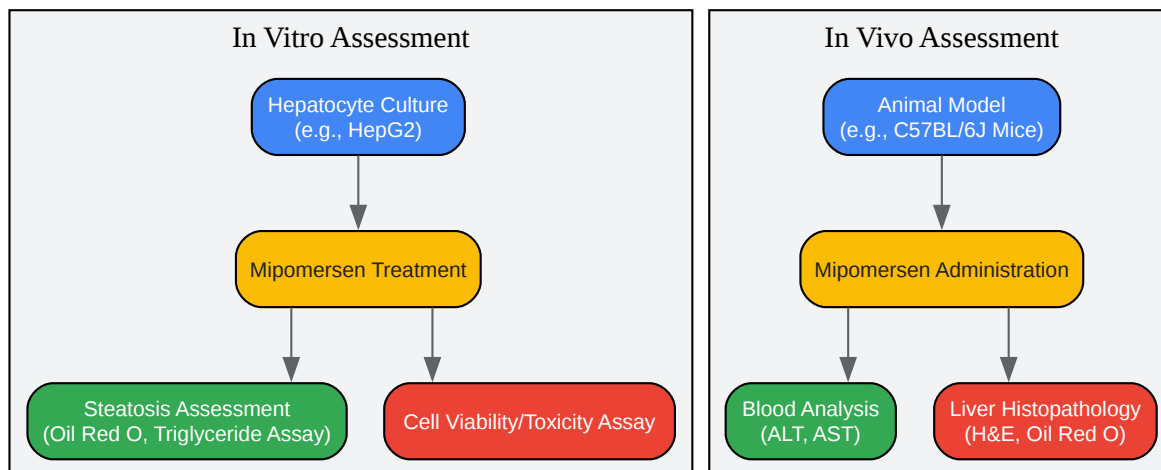 In Vitro Assessment
Hepatocyte Culture
(e.g., HepG2)
Mipomersen Treatment
Steatosis Assessment
(Oil Red O, Triglyceride Assay)
Cell Viability/Toxicity Assay
In Vivo Assessment
Animal Model
(e.g., C57BL/6J Mice)
Mipomersen Administration
Blood Analysis
(ALT, AST)
Liver Histopathology
(H&E, Oil Red O)